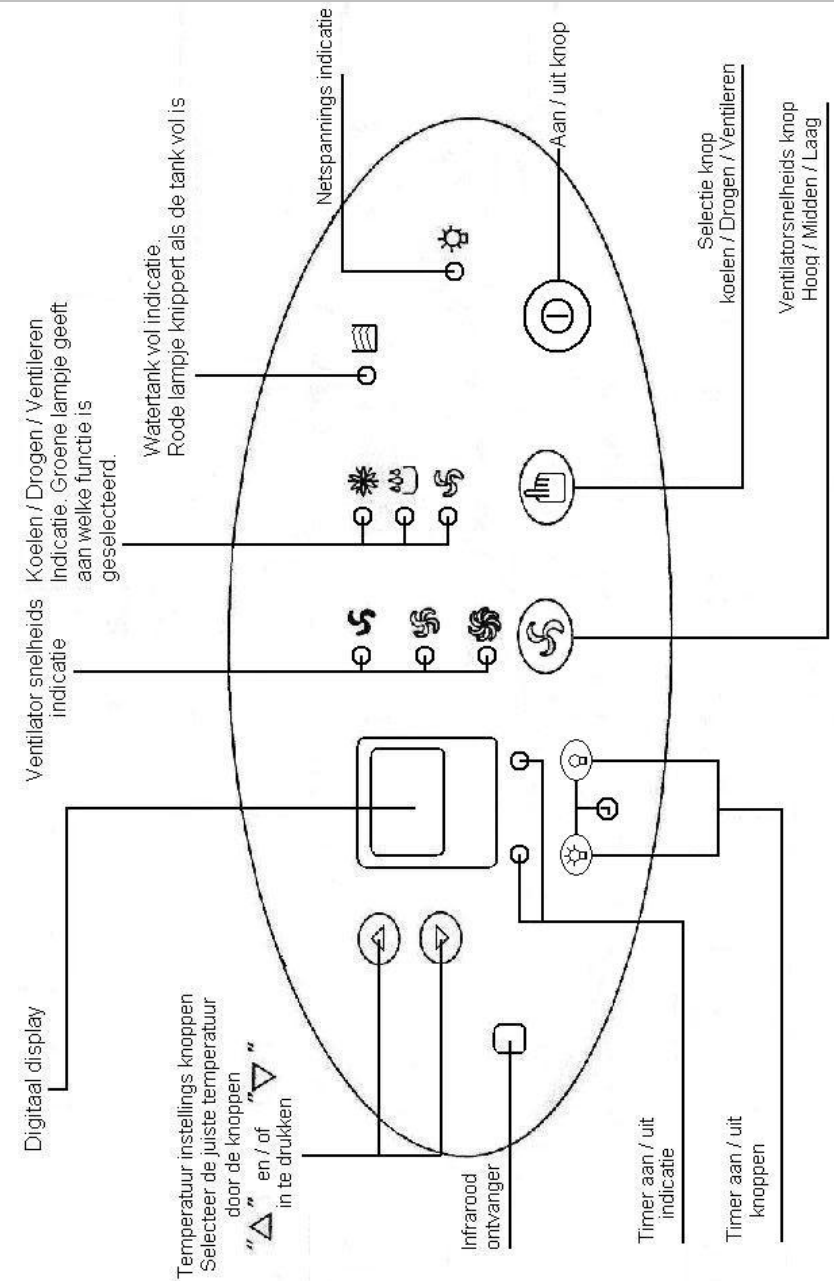 Digitaal display
Ventilator snelheids
indicatie
Koelen / Drogen / Ventileren
Indicatie. Groene lampje geeft
aan welke functie is
geselecteerd.
Watertank vol indicatie.
Rode lampje knippert als de tank vol is
Netspannings indicatie
Temperatuur instellings knoppen
Selecteer de juiste temperatuur
door de knoppen
"△" en / of "▽"
in te drukken
Infrarood
ontvanger
Timer aan / uit
indicatie
Timer aan / uit
knoppen
Aan / uit knop
Selectie knop
koelen / Drogen / Ventileren
Ventilatorsnelheids knop
Hoog / Midden / Laag